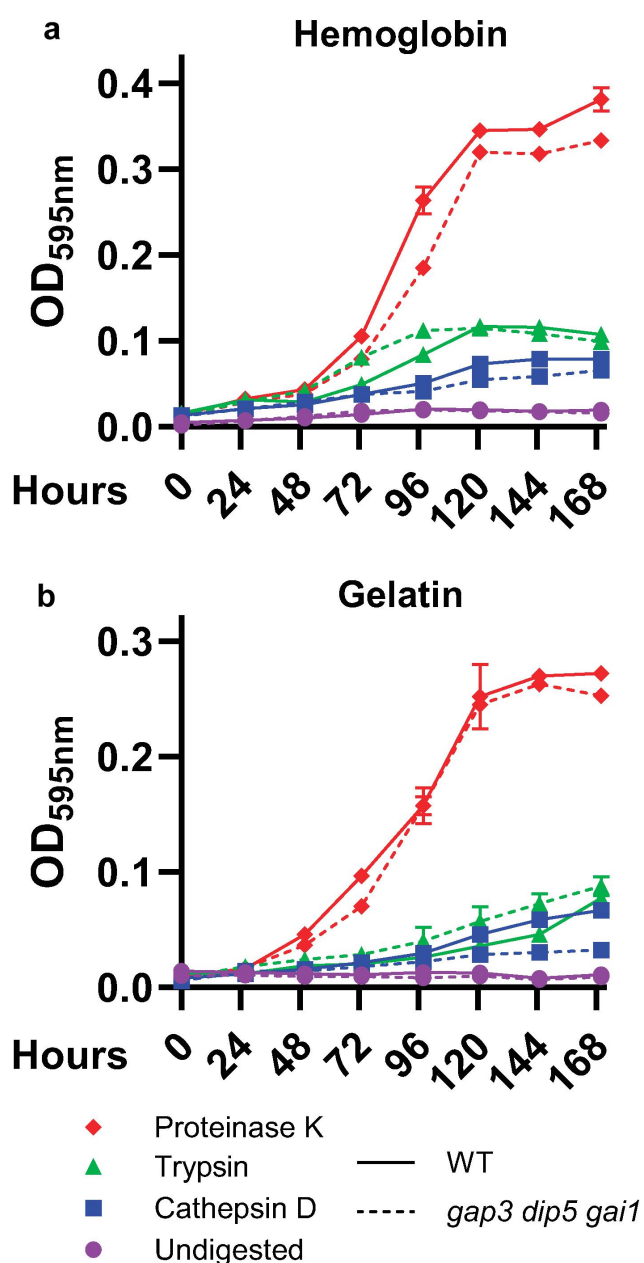 a
Hemoglobin
OD595nm
0.4
0.3
0.2
0.1
0.0
Hours 0 24 48 72 96 120 144 168
b
Gelatin
OD595nm
0.3
0.2
0.1
0.0
Hours 0 24 48 72 96 120 144 168
Proteinase K
Trypsin WT
Cathepsin D gap3 dip5 gai1
Undigested